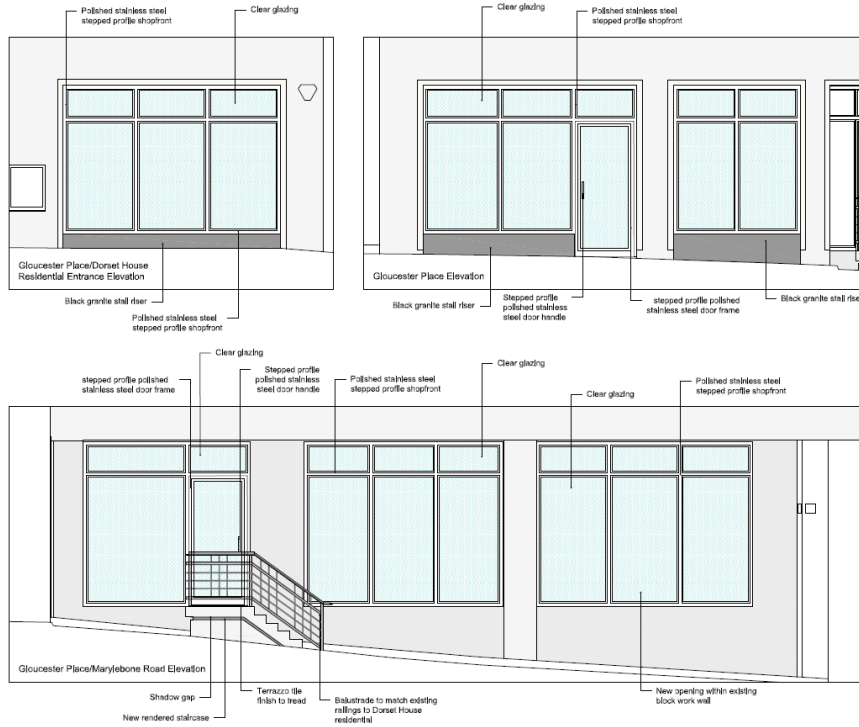 Polished stainless steel
stepped profile shopfront
Clear glazing
Gloucester Place/Dorset House
Residential Entrance Elevation
Black granite stall riser
Polished stainless steel
stepped profile shopfront
Clear glazing
Polished stainless steel
stepped profile shopfront
Gloucester Place Elevation
Black granite stall riser
Stepped profile
polished stainless
steel door handle
stepped profile polished
stainless steel door frame
Black granite stall riser
Clear glazing
stepped profile polished
stainless steel door frame
Stepped profile
polished stainless
steel door handle
Polished stainless steel
stepped profile shopfront
Clear glazing
Clear glazing
Polished stainless steel
stepped profile shopfront
Gloucester Place/Marylebone Road Elevation
Shadow gap
New rendered staircase
Terrazzo tile
finish to tread
Balustrade to match existing
railings to Dorset House
residential
New opening within existing
block work wall